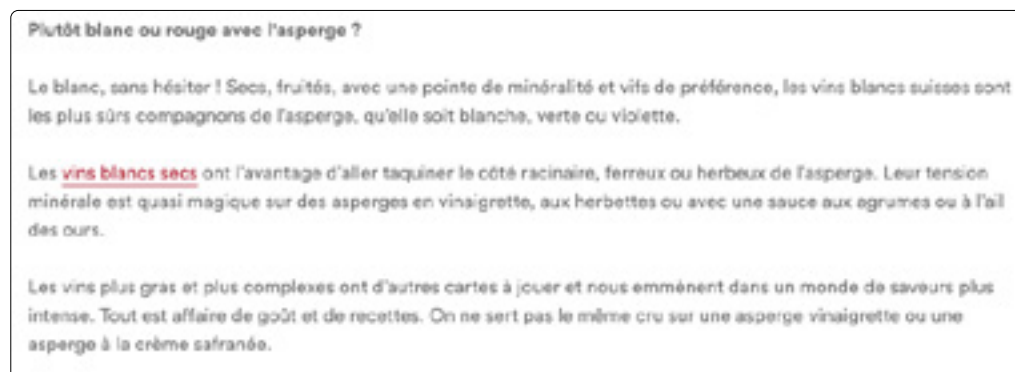 Plutôt blanc ou rouge avec l'asperge ?
Le blanc, sans hésiter ! Secs, fruités, avec une pointe de minéralité et vifs de préférence, les vins blancs suisses sont
les plus sûrs compagnons de l'asperge, qu'elle soit blanche, verte ou violette.
Les vins blancs secs ont l'avantage d'aller taquiner le côté racinaire, ferreux ou herbeux de l'asperge. Leur tension
minérale est quasi magique sur des asperges en vinaigrette, aux herbettes ou avec une sauce aux agrumes ou à l'ail
des ours.
Les vins plus gras et plus complexes ont d'autres cartes à jouer et nous emmènent dans un monde de saveurs plus
intense. Tout est affaire de goût et de recettes. On ne sert pas le même cru sur une asperge vinaigrette ou une
asperge à la crème safranée.